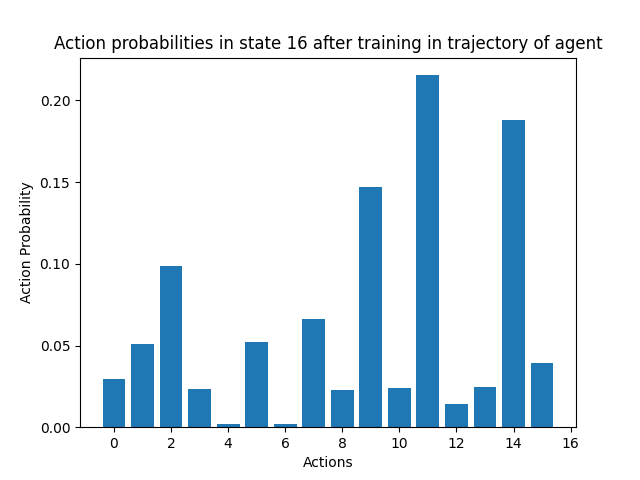 Action probabilities in state 16 after training in trajectory of agent
0.20
0.15
0.10
0.05
0.00
Action Probability
0 2 4 6 8 10 12 14 16
Actions